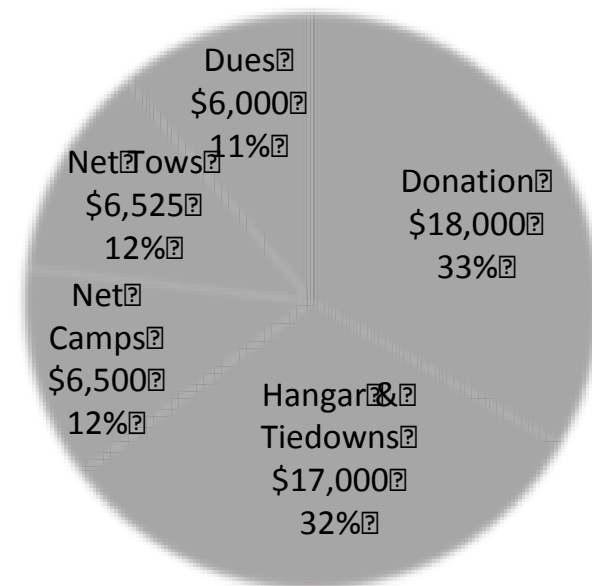 Dues
$6,000
11%
Net Tows
$6,525
12%
Net
Camps
$6,500
12%
Donation
$18,000
33%
Hangar &
Tiedowns
$17,000
32%